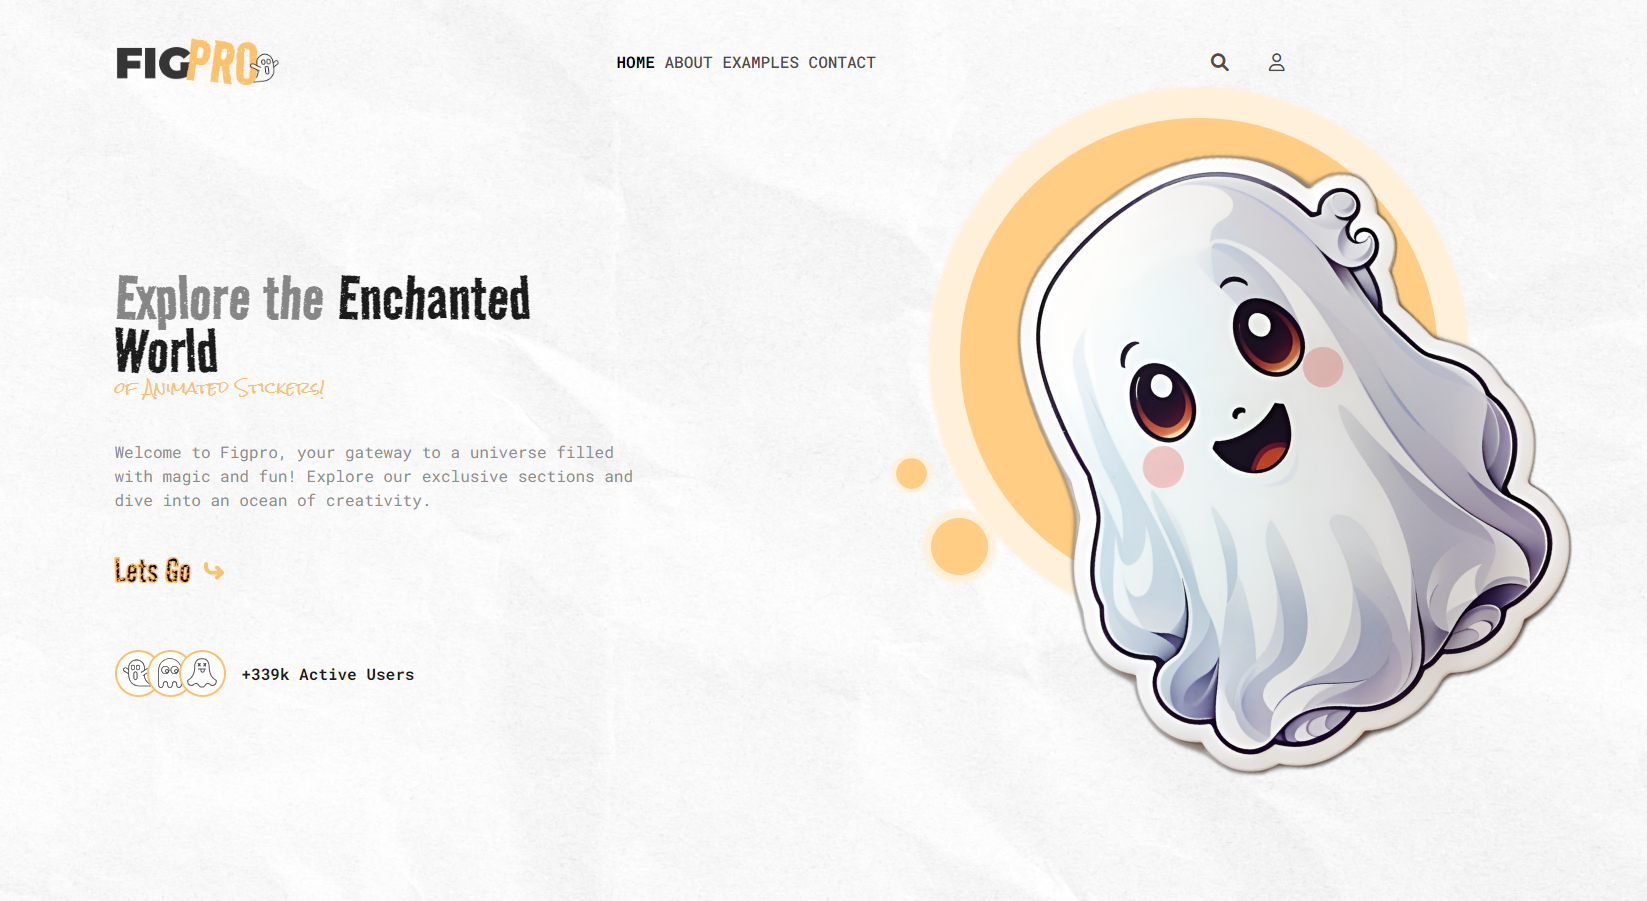 FIGPRO
HOME ABOUT EXAMPLES CONTACT
Explore the Enchanted
World
of Animated Stickers!
Welcome to Figpro, your gateway to a universe filled
with magic and fun! Explore our exclusive sections and
dive into an ocean of creativity.
Lets Go
+339k Active Users